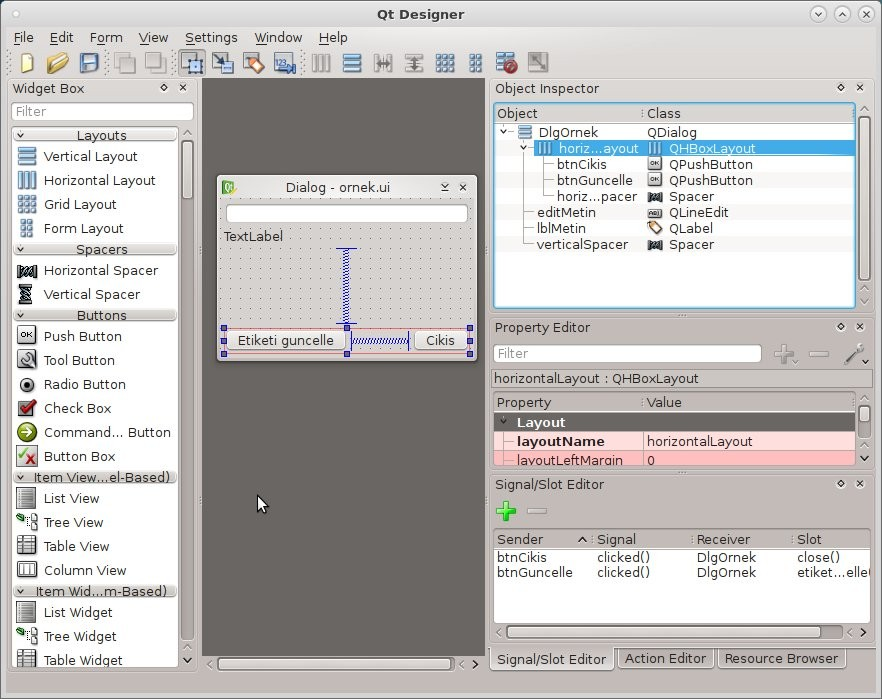 Qt Designer
File Edit Form View Settings Window Help
Widget Box
Filter
Layouts
Vertical Layout
Horizontal Layout
Grid Layout
Form Layout
Spacers
Horizontal Spacer
Vertical Spacer
Buttons
Push Button
Tool Button
Radio Button
Check Box
Command... Button
Button Box
Item View...el-Based)
List View
Tree View
Table View
Column View
Item Wid...m-Based)
List Widget
Tree Widget
Table Widget
Dialog - ornek.ui
TextLabel
Etiketi guncelle
Cikis
Object Inspector
Object Class
DlgOrnek QDialog
horiz...ayout QHBoxLayout
btnCikis QPushButton
btnGuncelle QPushButton
horiz...pacer Spacer
editMetin QLineEdit
lblMetin QLabel
verticalSpacer Spacer
Property Editor
Filter
horizontalLayout : QHBoxLayout
Property Value
Layout
layoutName horizontalLayout
layoutLeftMargin 0
Signal/Slot Editor
Sender Signal Receiver Slot
btnCikis clicked() DlgOrnek close()
btnGuncelle clicked() DlgOrnek etiket...elle(
Signal/Slot Editor Action Editor Resource Browser